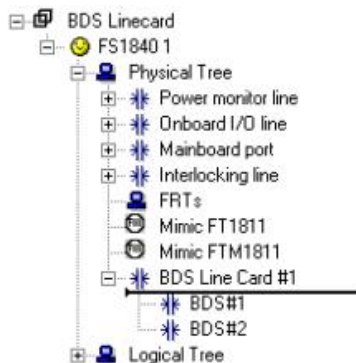 BDS Linecard
FS1840 1
Physical Tree
Power monitor line
Onboard I/O line
Mainboard port
Interlocking line
FRTs
Mimic FT1811
Mimic FTM1811
BDS Line Card #1
BDS#1
BDS#2
Logical Tree